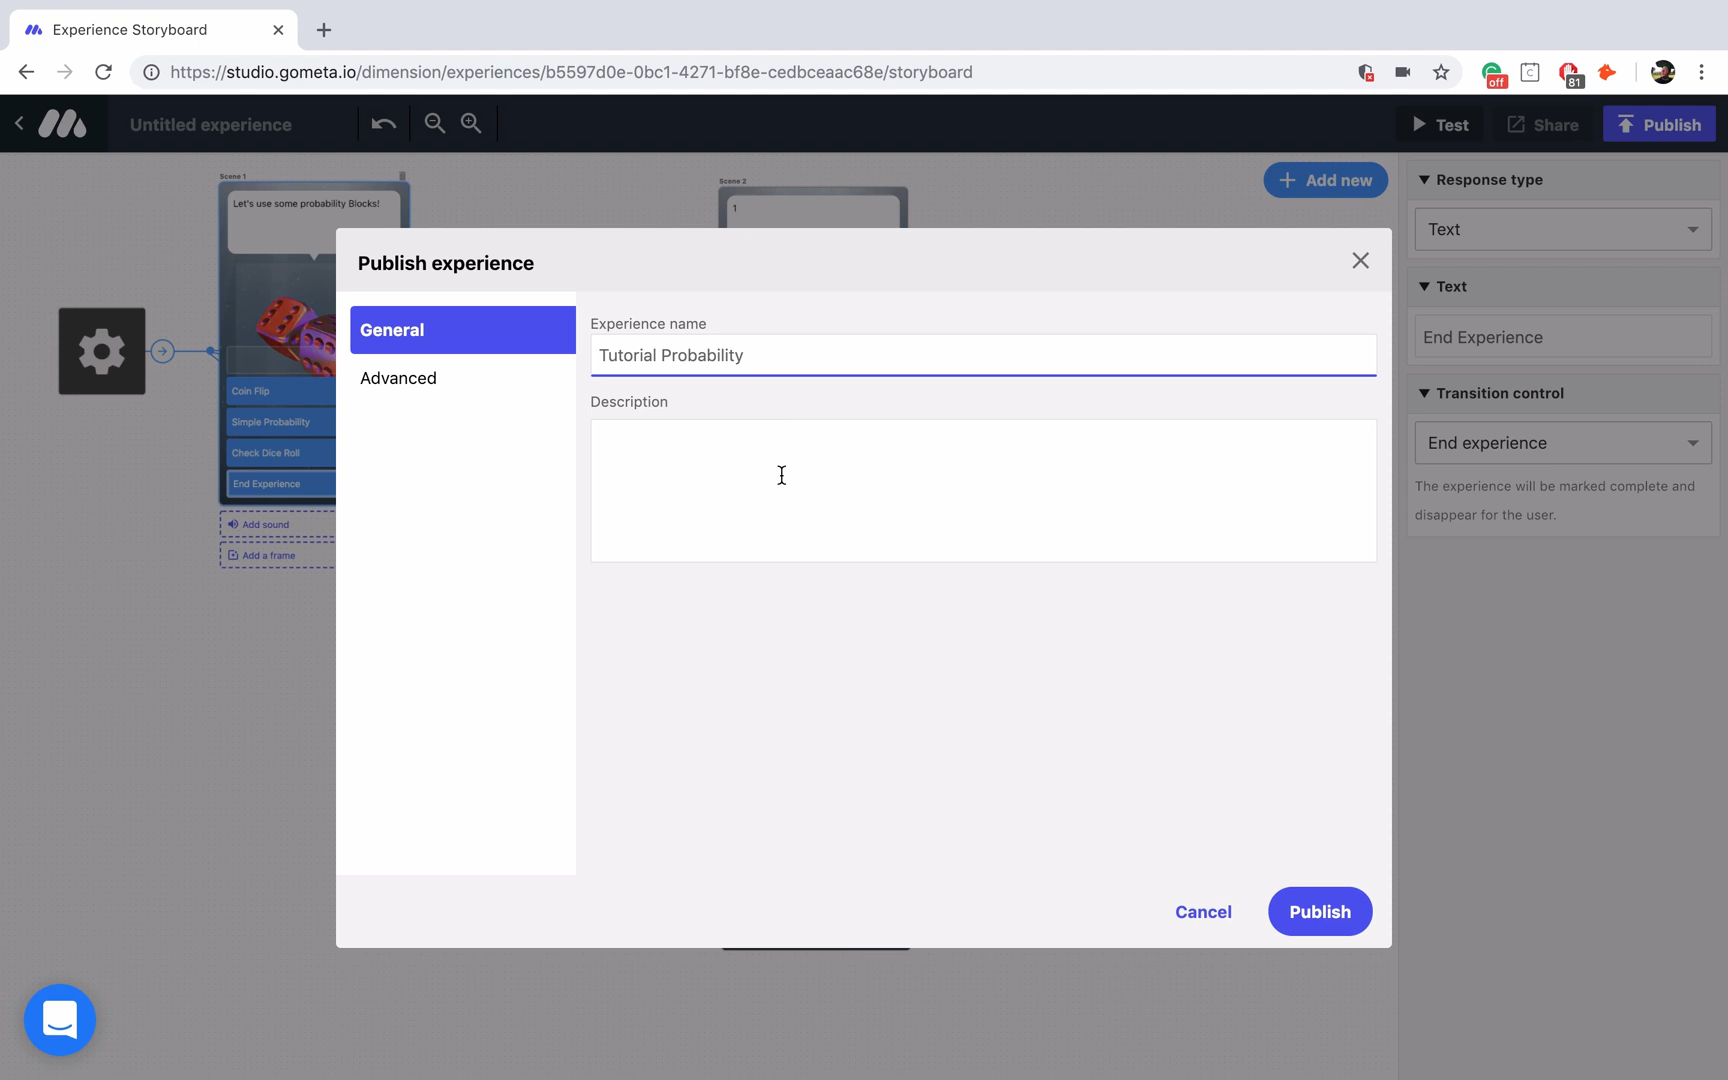 Experience Storyboard
https://studio.gometa.io/dimension/experiences/b5597d0e-0bc1-4271-bf8e-cedbceaac68e/storyboard
off
C
81
Untitled experience
Test
Share
Publish
Scene 1
Let's use some probability Blocks!
Coin Flip
Simple Probability
Check Dice Roll
End Experience
Add sound
Add a frame
Scene 2
1
Add new
Publish experience
General
Advanced
Experience name
Tutorial Probability
Description
Cancel
Publish
Response type
Text
Text
End Experience
Transition control
End experience
The experience will be marked complete and
disappear for the user.